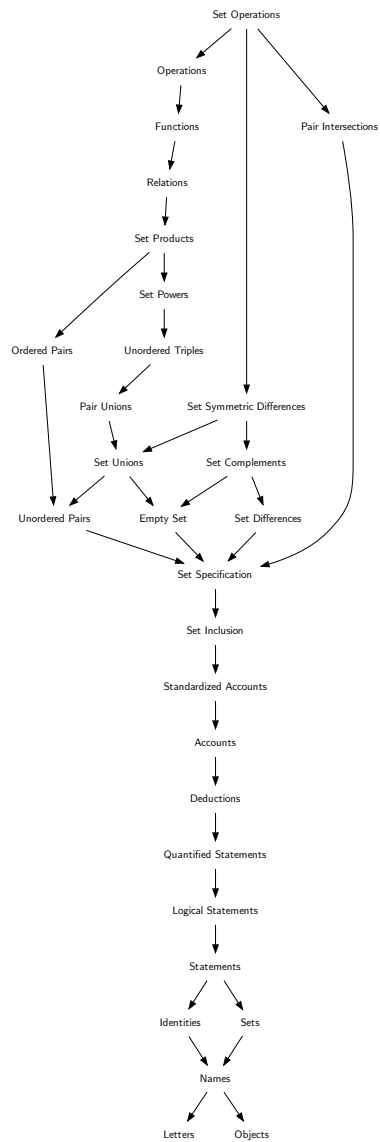 Set Operations
Operations
Functions
Pair Intersections
Relations
Set Products
Set Powers
Ordered Pairs
Unordered Triples
Pair Unions
Set Symmetric Differences
Set Unions
Set Complements
Unordered Pairs
Empty Set
Set Differences
Set Specification
Set Inclusion
Standardized Accounts
Accounts
Deductions
Quantified Statements
Logical Statements
Statements
Identities
Sets
Names
Letters
Objects